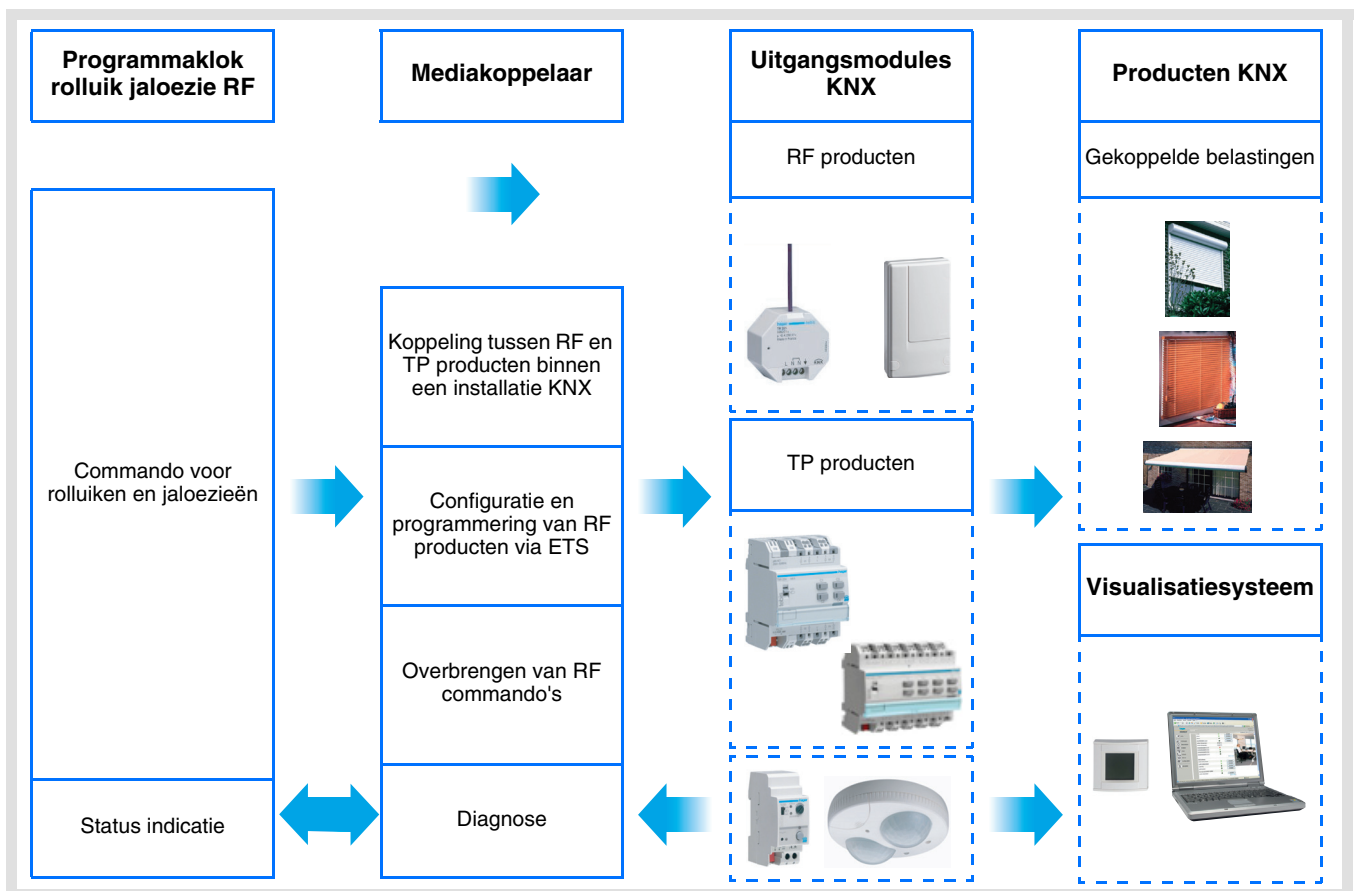 Programmaklok
rolluik jaloezie RF
Mediakoppelaar
Uitgangsmodules
KNX
Producten KNX
RF producten
Gekoppelde belastingen
Koppeling tussen RF en
TP producten binnen
een installatie KNX
Commando voor
rolluiken en jaloezieën
Configuratie en
programmering van RF
producten via ETS
TP producten
Visualisatiesysteem
Overbrengen van RF
commando's
Status indicatie
Diagnose